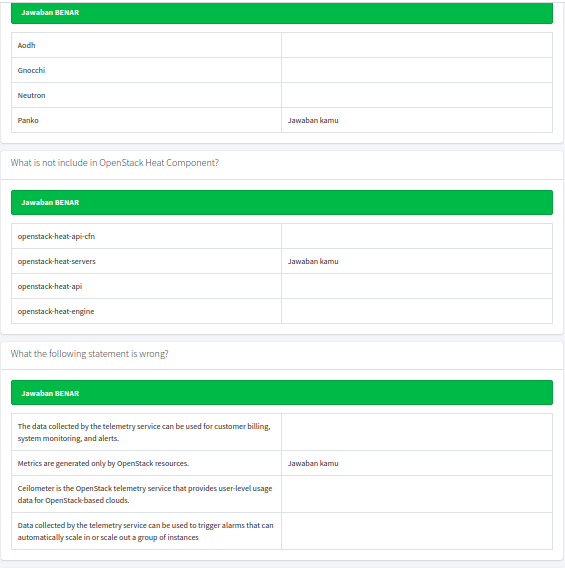 Jawaban BENAR
Aodh
Gnocchi
Neutron
Panko Jawaban kamu
What is not include in OpenStack Heat Component?
Jawaban BENAR
openstack-heat-api-cfn
openstack-heat-servers Jawaban kamu
openstack-heat-api
openstack-heat-engine
What the following statement is wrong?
Jawaban BENAR
The data collected by the telemetry service can be used for customer billing,
system monitoring, and alerts.
Metrics are generated only by OpenStack resources. Jawaban kamu
Ceilometer is the OpenStack telemetry service that provides user-level usage
data for OpenStack-based clouds.
Data collected by the telemetry service can be used to trigger alarms that can
automatically scale in or scale out a group of instances